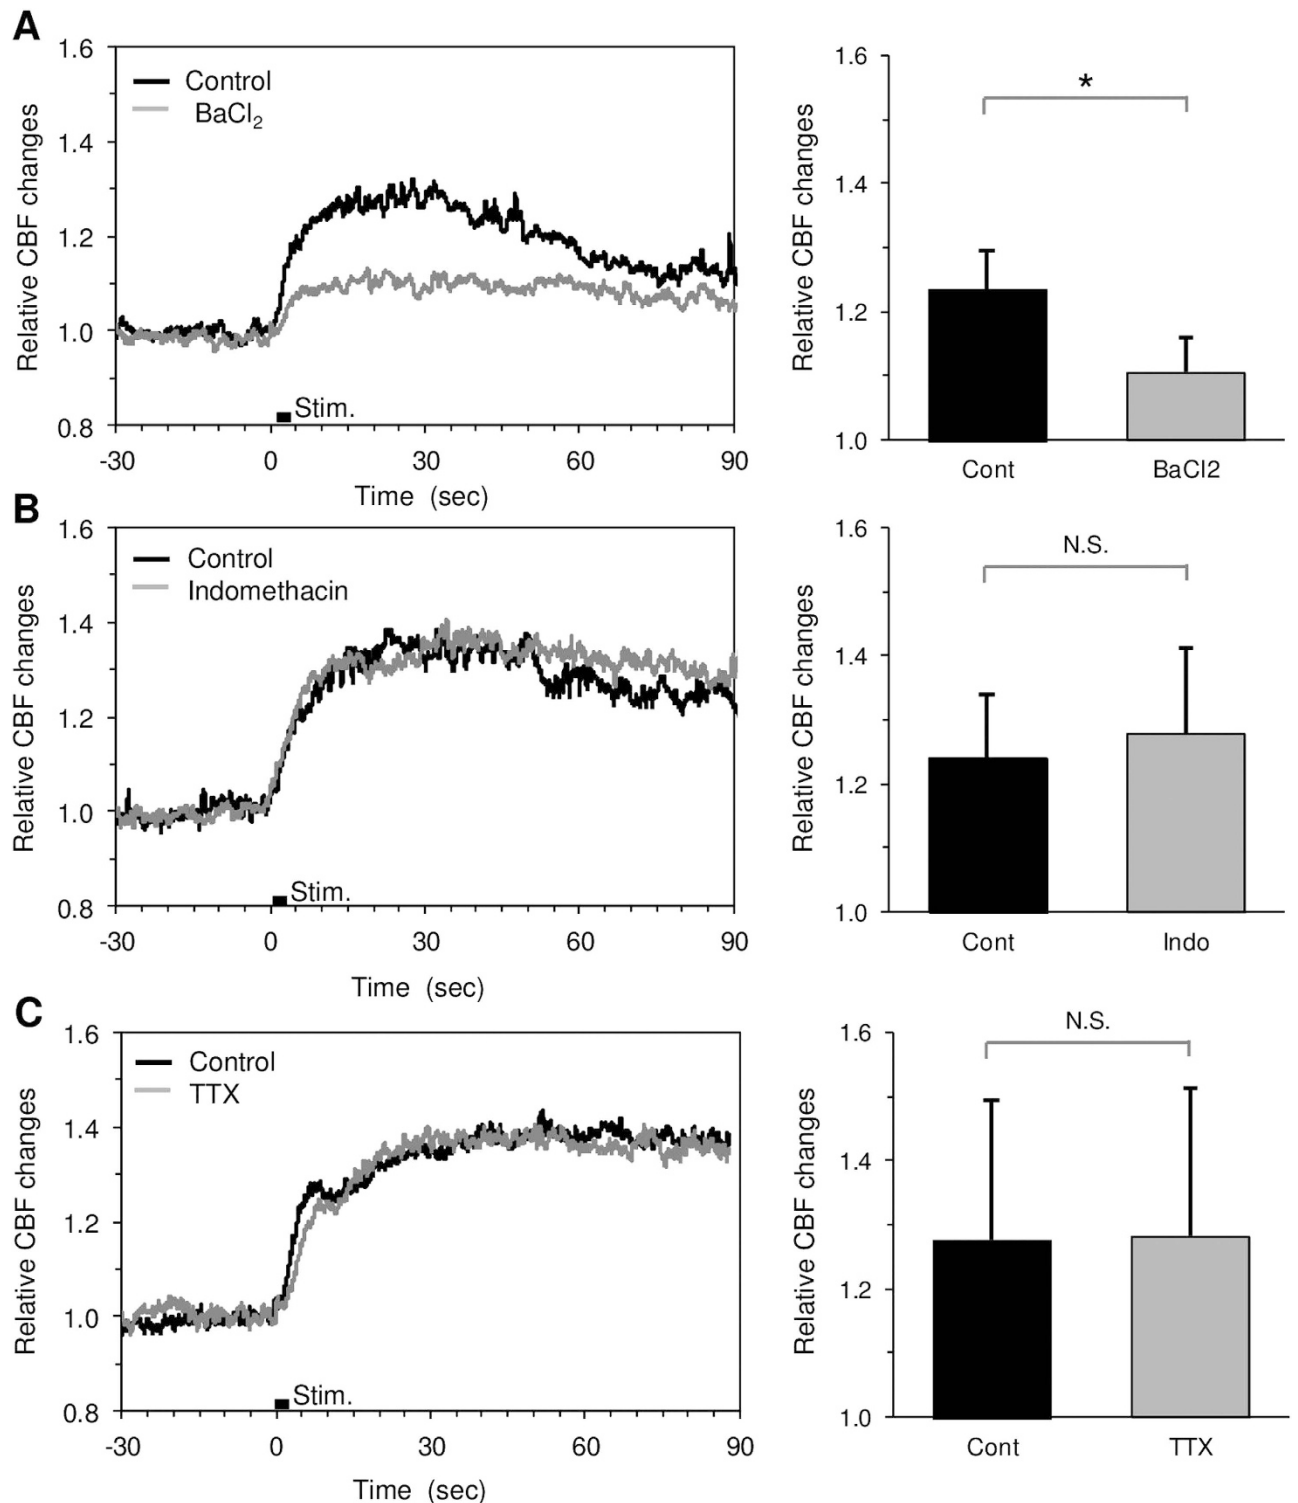 A
Relative CBF changes
1.6
1.4
1.2
1.0
0.8
Control
BaCl2
Stim.
-30 0 30 60 90
Time (sec)
Relative CBF changes
1.6
1.4
1.2
1.0
*
Cont BaCl2
B
Relative CBF changes
1.6
1.4
1.2
1.0
0.8
Control
Indomethacin
Stim.
-30 0 30 60 90
Time (sec)
Relative CBF changes
1.6
1.4
1.2
1.0
N.S.
Cont Indo
C
Relative CBF changes
1.6
1.4
1.2
1.0
0.8
Control
TTX
Stim.
-30 0 30 60 90
Time (sec)
Relative CBF changes
1.6
1.4
1.2
1.0
N.S.
Cont TTX